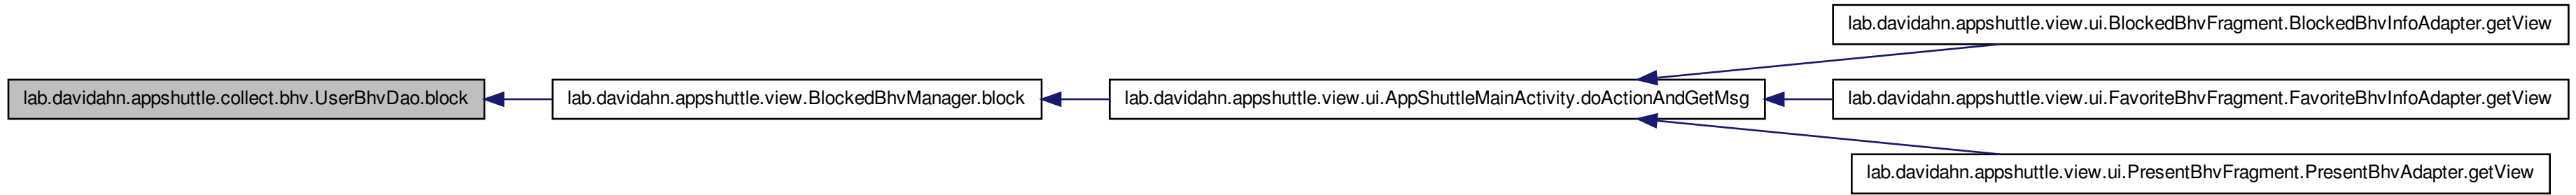 lab.davidahn.appshuttle.view.ui.BlockedBhvFragment.BlockedBhvInfoAdapter.getView
lab.davidahn.appshuttle.collect.bhv.UserBhvDao.block
lab.davidahn.appshuttle.view.BlockedBhvManager.block
lab.davidahn.appshuttle.view.ui.AppShuttleMainActivity.doActionAndGetMsg
lab.davidahn.appshuttle.view.ui.FavoriteBhvFragment.FavoriteBhvInfoAdapter.getView
lab.davidahn.appshuttle.view.ui.PresentBhvFragment.PresentBhvAdapter.getView